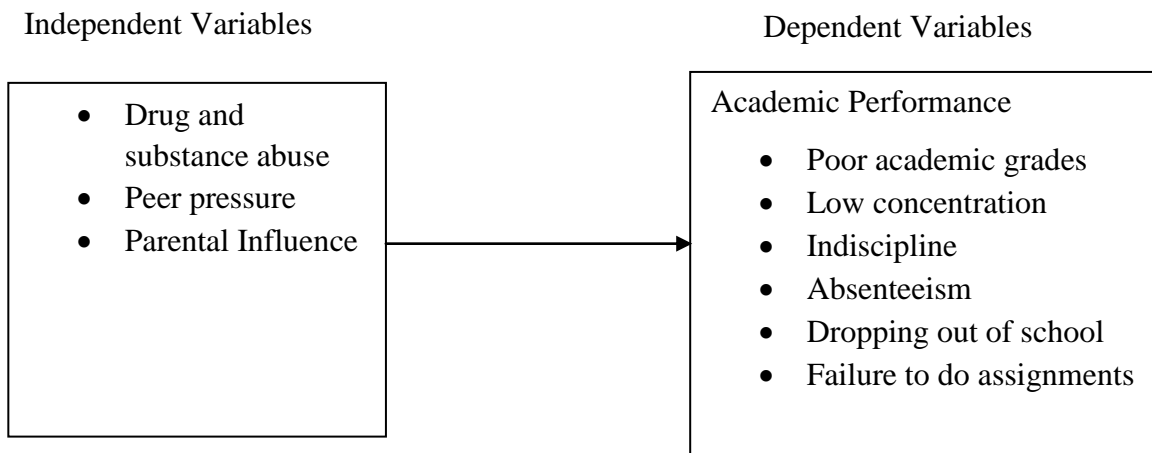 Independent Variables
Dependent Variables
• Drug and
substance abuse
• Peer pressure
• Parental Influence
Academic Performance
• Poor academic grades
• Low concentration
• Indiscipline
• Absenteeism
• Dropping out of school
• Failure to do assignments